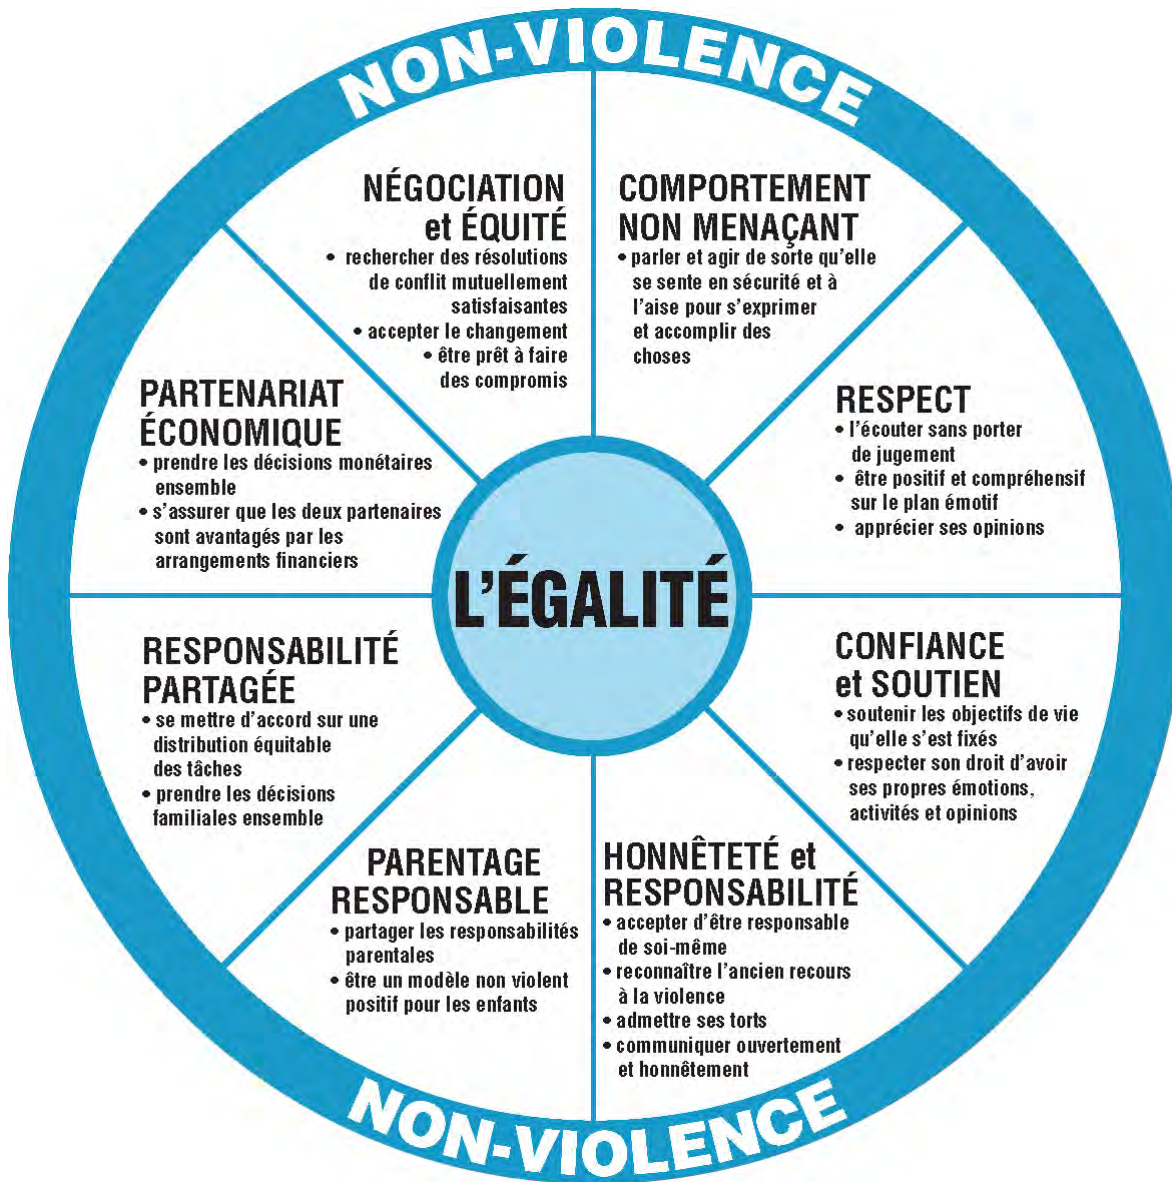 NON-VIOLENCE
NÉGOCIATION
et ÉQUITÉ
• rechercher des résolutions
de conflit mutuellement
satisfaisantes
• accepter le changement
• être prêt à faire
des compromis
COMPORTEMENT
NON MENAÇANT
• parler et agir de sorte qu'elle
se sente en sécurité et à
l'aise pour s'exprimer
et accomplir des
choses
RESPECT
• l'écouter sans porter
de jugement
• être positif et compréhensif
sur le plan émotif
• apprécier ses opinions
CONFIANCE
et SOUTIEN
• soutenir les objectifs de vie
qu'elle s'est fixés
• respecter son droit d'avoir
ses propres émotions,
activités et opinions
HONNÊTETÉ et
RESPONSABILITÉ
• accepter d'être responsable
de soi-même
• reconnaître l'ancien recours
à la violence
• admettre ses torts
• communiquer ouvertement
et honnêtement
PARENTAGE
RESPONSABLE
• partager les responsabilités
parentales
• être un modèle non violent
positif pour les enfants
RESPONSABILITÉ
PARTAGÉE
• se mettre d'accord sur une
distribution équitable
des tâches
• prendre les décisions
familiales ensemble
PARTENARIAT
ÉCONOMIQUE
• prendre les décisions monétaires
ensemble
• s'assurer que les deux partenaires
sont avantagés par les
arrangements financiers
L'ÉGALITÉ
NON-VIOLENCE